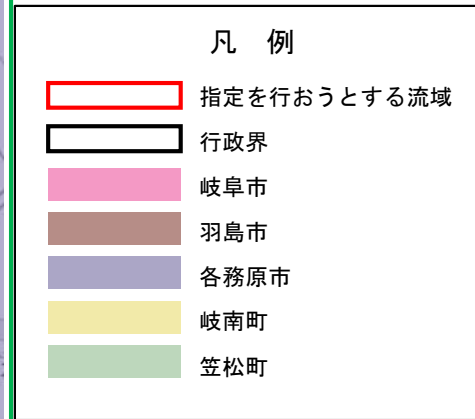 凡 例
指定を行おうとする流域
行政界
岐阜市
羽島市
各務原市
岐南町
笠松町